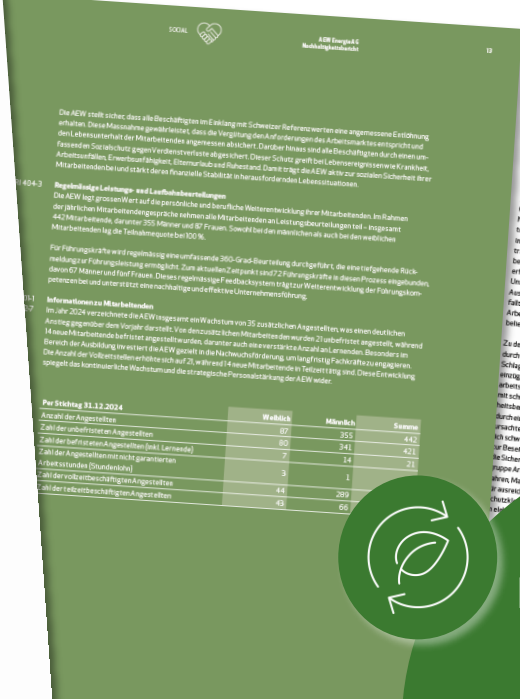 SOCIAL
AEW Energie AG
Nachhaltigkeitsbericht
19
Die AEW stellt sicher, dass alle Beschäftigten im Einklang mit Schweizer Referenzwerten eine angemessene Entlöhnung
erhalten. Diese Massnahme gewährleistet, dass die Vergütung den Anforderungen des Arbeitsmarktes entspricht und
den Lebensunterhalt der Mitarbeitenden angemessen absichert. Darüber hinaus sind alle Beschäftigten durch einen um-
fassenden Sozialschutz gegen Verdienstverluste abgesichert. Dieser Schutz greift bei Lebensereignissen wie Krankheit,
Arbeitsunfällen, Erwerbsunfähigkeit, Elternurlaub und Ruhestand. Damit trägt die AEW aktiv zur sozialen Sicherheit ihrer
Mitarbeitenden bei und stärkt deren finanzielle Stabilität in herausfordernden Lebenssituationen.
404-3
Regelmässige Leistungs- und Laufbahnbeurteilungen
Die AEW legt grossen Wert auf die persönliche und berufliche Weiterentwicklung ihrer Mitarbeitenden. Im Rahmen
der jährlichen Mitarbeitendengespräche nehmen alle Mitarbeitenden an Leistungsbeurteilungen teil – insgesamt
442 Mitarbeitende, darunter 355 Männer und 87 Frauen. Sowohl bei den männlichen als auch bei den weiblichen
Mitarbeitenden lag die Teilnahmequote bei 100 %.
Für Führungskräfte wird regelmässig eine umfassende 360-Grad-Beurteilung durchgeführt, die eine tiefgehende Rück-
meldung zur Führungsleistung ermöglicht. Zum aktuellen Zeitpunkt sind 72 Führungskräfte in diesen Prozess eingebunden,
davon 67 Männer und fünf Frauen. Dieses regelmässige Feedbacksystem trägt zur Weiterentwicklung der Führungskom-
petenzen bei und unterstützt eine nachhaltige und effektive Unternehmensführung.
Informationen zu Mitarbeitenden
Im Jahr 2024 verzeichnete die AEW insgesamt ein Wachstum von 35 zusätzlichen Angestellten, was einen deutlichen
Anstieg gegenüber dem Vorjahr darstellt. Von den zusätzlichen Mitarbeitenden wurden 21 unbefristet angestellt, während
14 neue Mitarbeitende befristet angestellt wurden, darunter auch eine verstärkte Anzahl an Lernenden. Besonders im
Bereich der Ausbildung investiert die AEW gezielt in die Nachwuchsförderung, um langfristig Fachkräfte zu engagieren.
Die Anzahl der Vollzeitstellen erhöhte sich auf 21, während 14 neue Mitarbeitende in Teilzeit tätig sind. Diese Entwicklung
spiegelt das kontinuierliche Wachstum und die strategische Personalstärkung der AEW wider.
Per Stichtag 31.12.2024 Weiblich Männlich Summe
Anzahl der Angestellten 87 355 442
Zahl der unbefristeten Angestellten 80 341 421
Zahl der befristeten Angestellten (inkl. Lernende) 7 14 21
Zahl der Angestellten mit nicht garantierten
Arbeitsstunden (Stundenlohn) 3 1
Zahl der vollzeitbeschäftigten Angestellten 44 289
Zahl der teilzeitbeschäftigten Angestellten 43 66